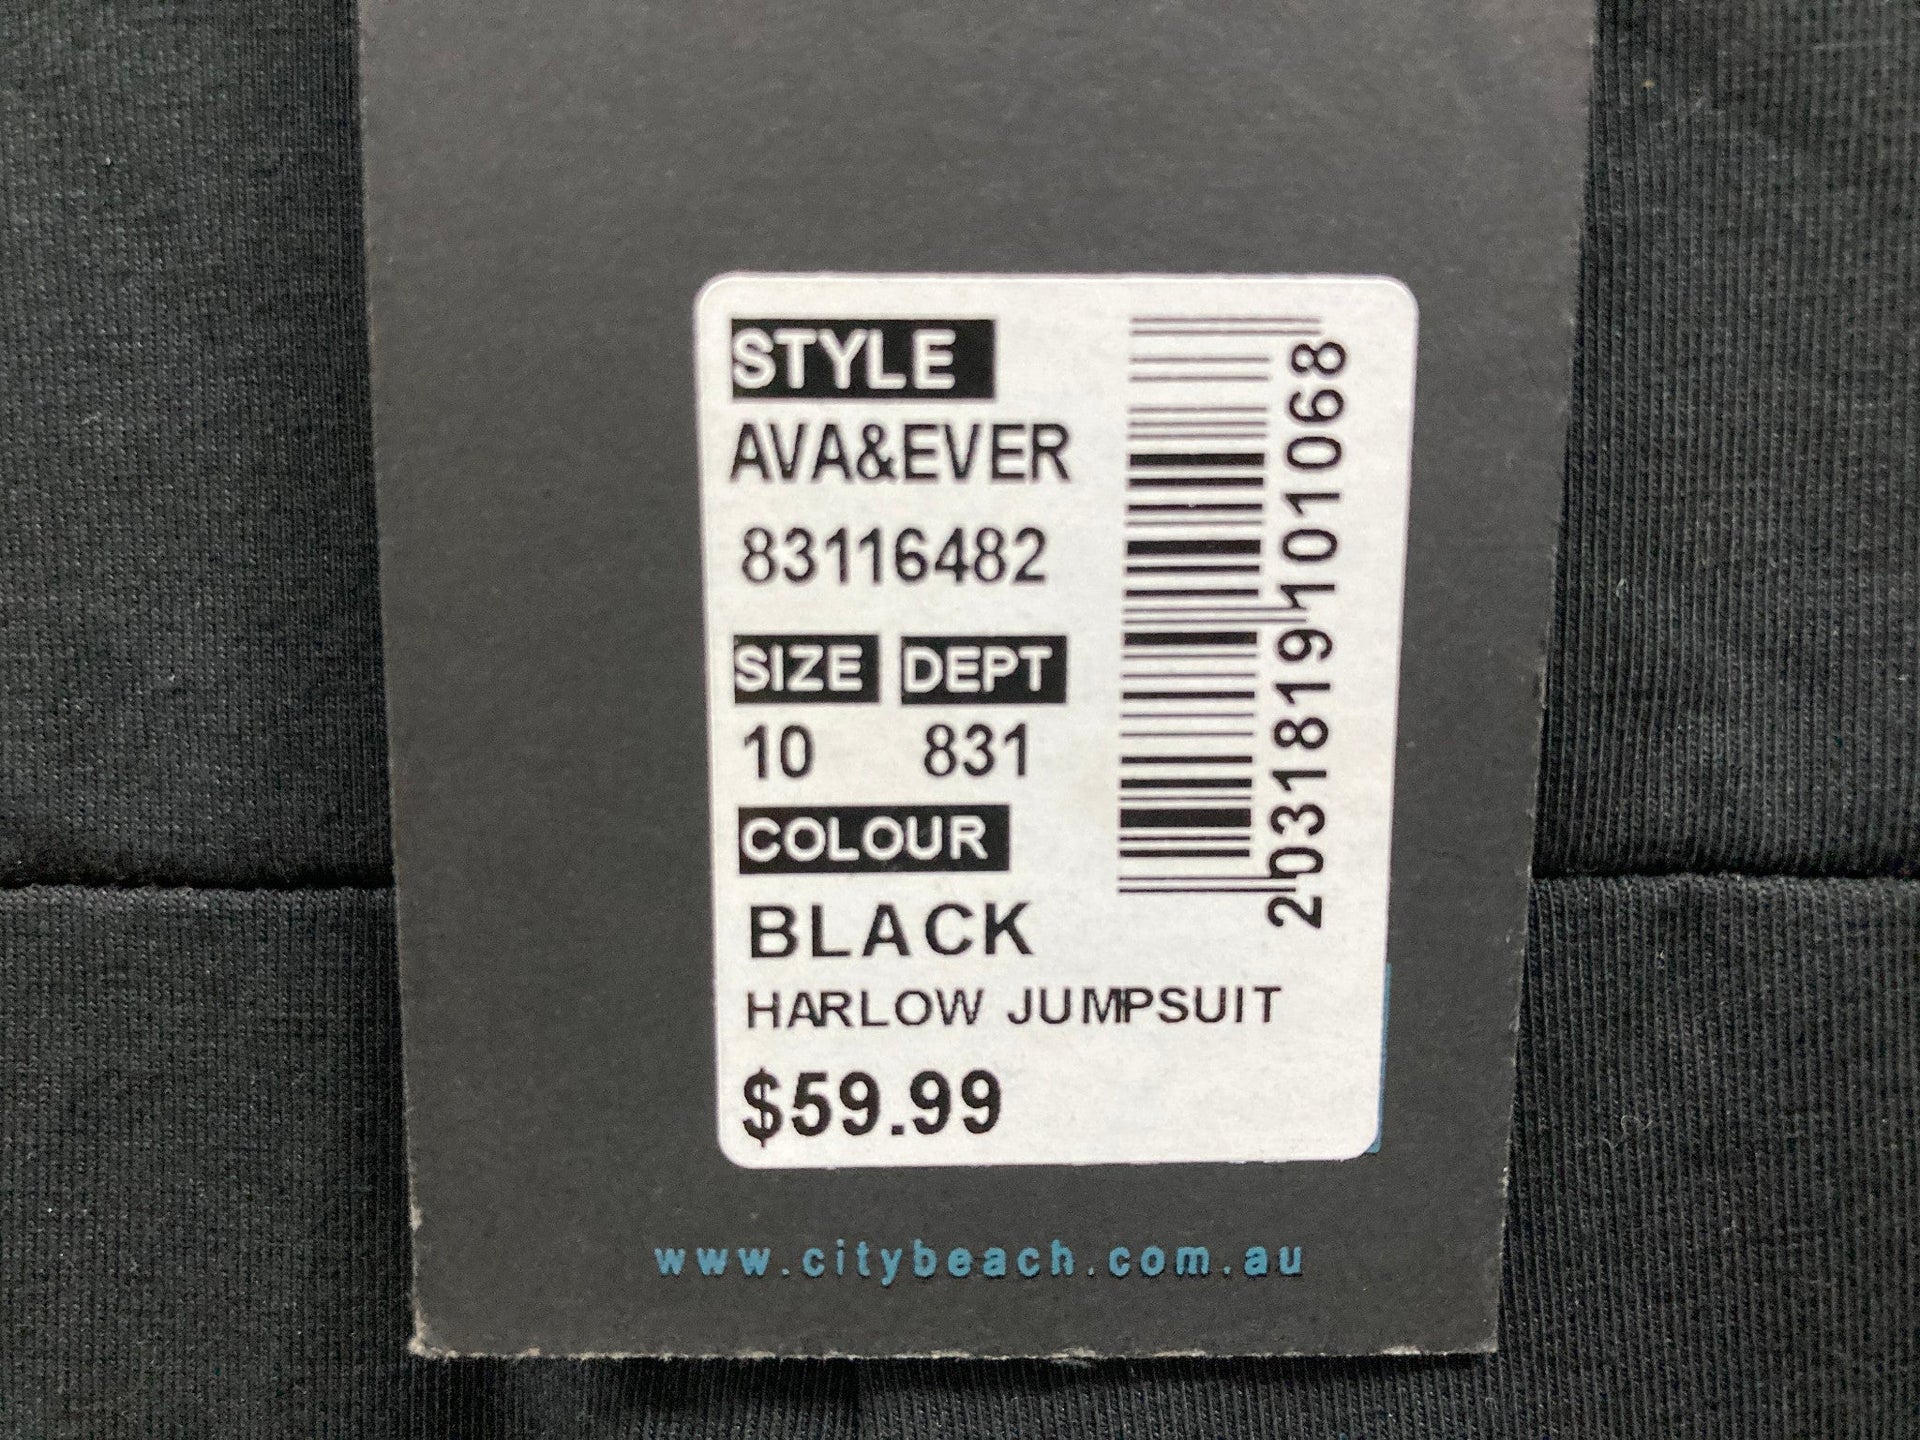 STYLE
AVA&EVER
83116482
SIZE DEPT
10 831
COLOUR
BLACK
HARLOW JUMPSUIT
$59.99
2031819101068
www.citybeach.com.au